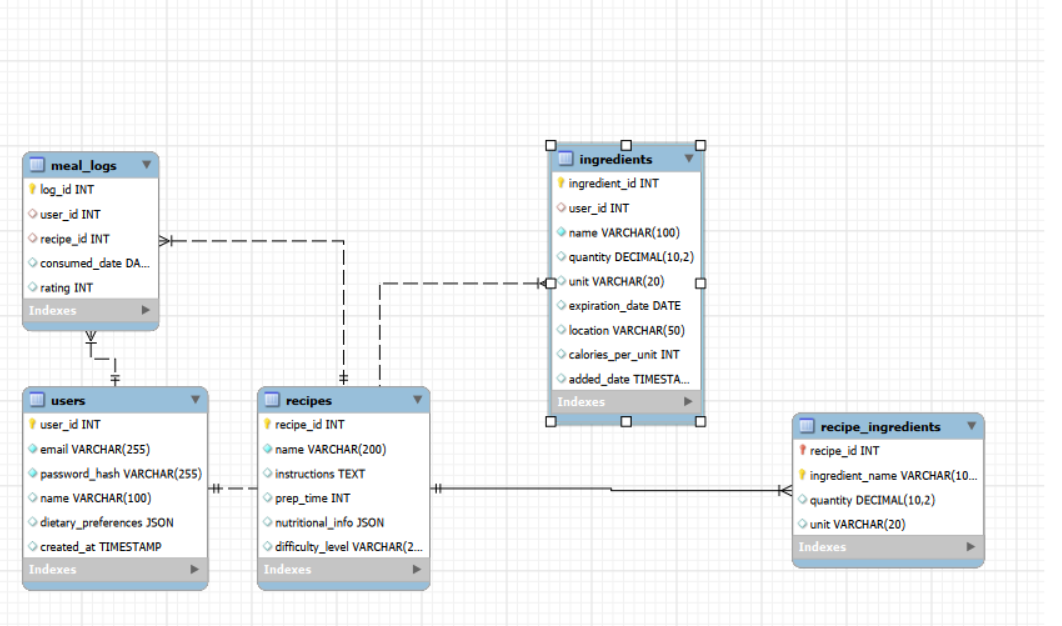 meal_logs
log_id INT
user_id INT
recipe_id INT
consumed_date DA...
rating INT
Indexes
ingredients
ingredient_id INT
user_id INT
name VARCHAR(100)
quantity DECIMAL(10,2)
unit VARCHAR(20)
expiration_date DATE
location VARCHAR(50)
calories_per_unit INT
added_date TIMESTA...
Indexes
users
user_id INT
email VARCHAR(255)
password_hash VARCHAR(255)
name VARCHAR(100)
dietary_preferences JSON
created_at TIMESTAMP
Indexes
recipes
recipe_id INT
name VARCHAR(200)
instructions TEXT
prep_time INT
nutritional_info JSON
difficulty_level VARCHAR(2...
Indexes
recipe_ingredients
recipe_id INT
ingredient_name VARCHAR(10...
quantity DECIMAL(10,2)
unit VARCHAR(20)
Indexes